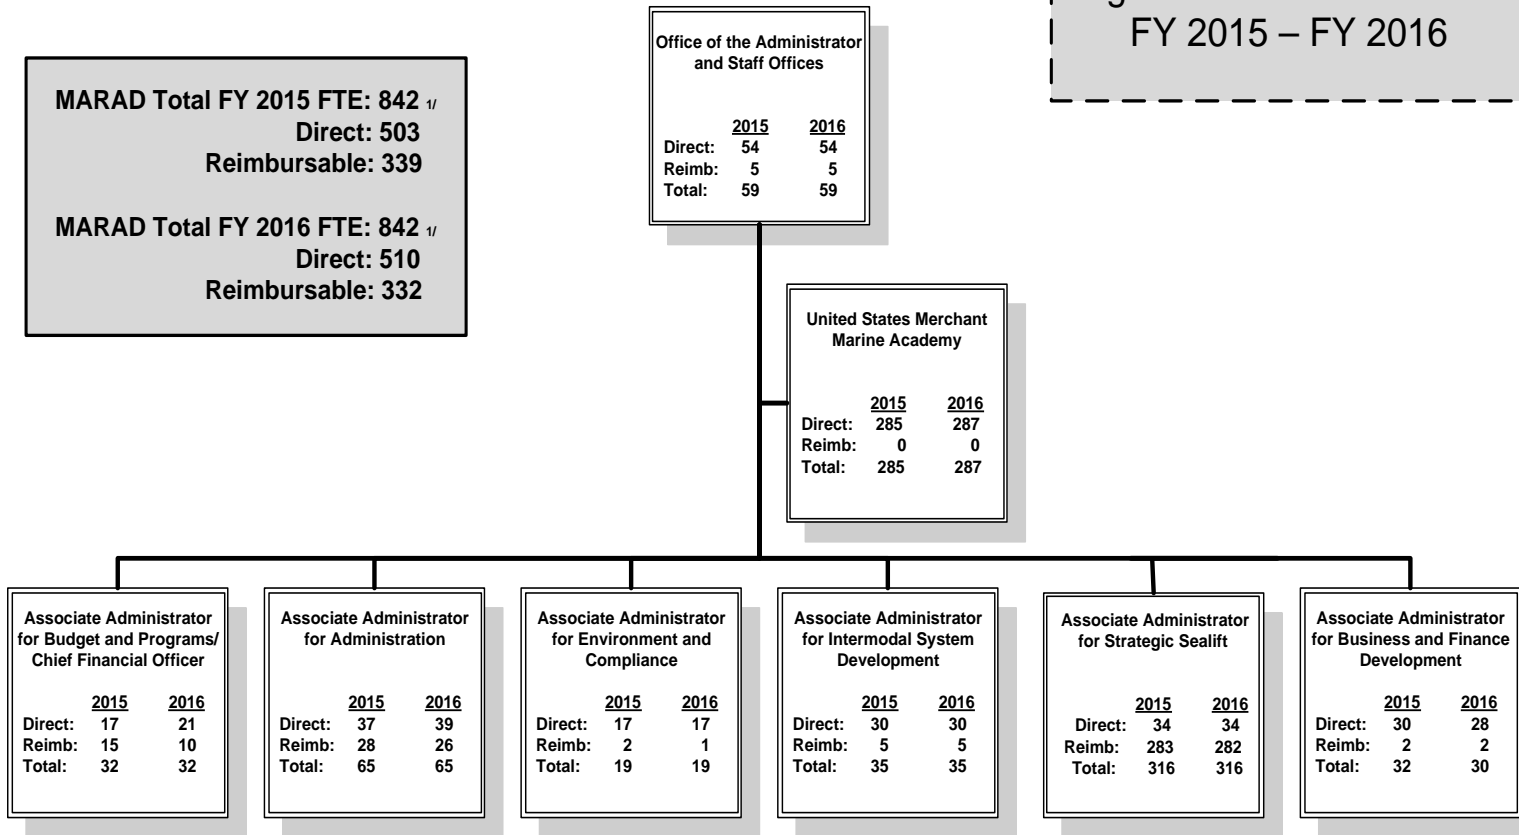 FY 2015 – FY 2016
MARAD Total FY 2015 FTE: 842 1/
Direct: 503
Reimbursable: 339
MARAD Total FY 2016 FTE: 842 1/
Direct: 510
Reimbursable: 332
Office of the Administrator
and Staff Offices
2015 2016
Direct: 54 54
Reimb: 5 5
Total: 59 59
United States Merchant
Marine Academy
2015 2016
Direct: 285 287
Reimb: 0 0
Total: 285 287
Associate Administrator
for Budget and Programs/
Chief Financial Officer
2015 2016
Direct: 17 21
Reimb: 15 10
Total: 32 32
Associate Administrator
for Administration
2015 2016
Direct: 37 39
Reimb: 28 26
Total: 65 65
Associate Administrator
for Environment and
Compliance
2015 2016
Direct: 17 17
Reimb: 2 1
Total: 19 19
Associate Administrator
for Intermodal System
Development
2015 2016
Direct: 30 30
Reimb: 5 5
Total: 35 35
Associate Administrator
for Strategic Sealift
2015 2016
Direct: 34 34
Reimb: 283 282
Total: 316 316
Associate Administrator
for Business and Finance
Development
2015 2016
Direct: 30 28
Reimb: 2 2
Total: 32 30